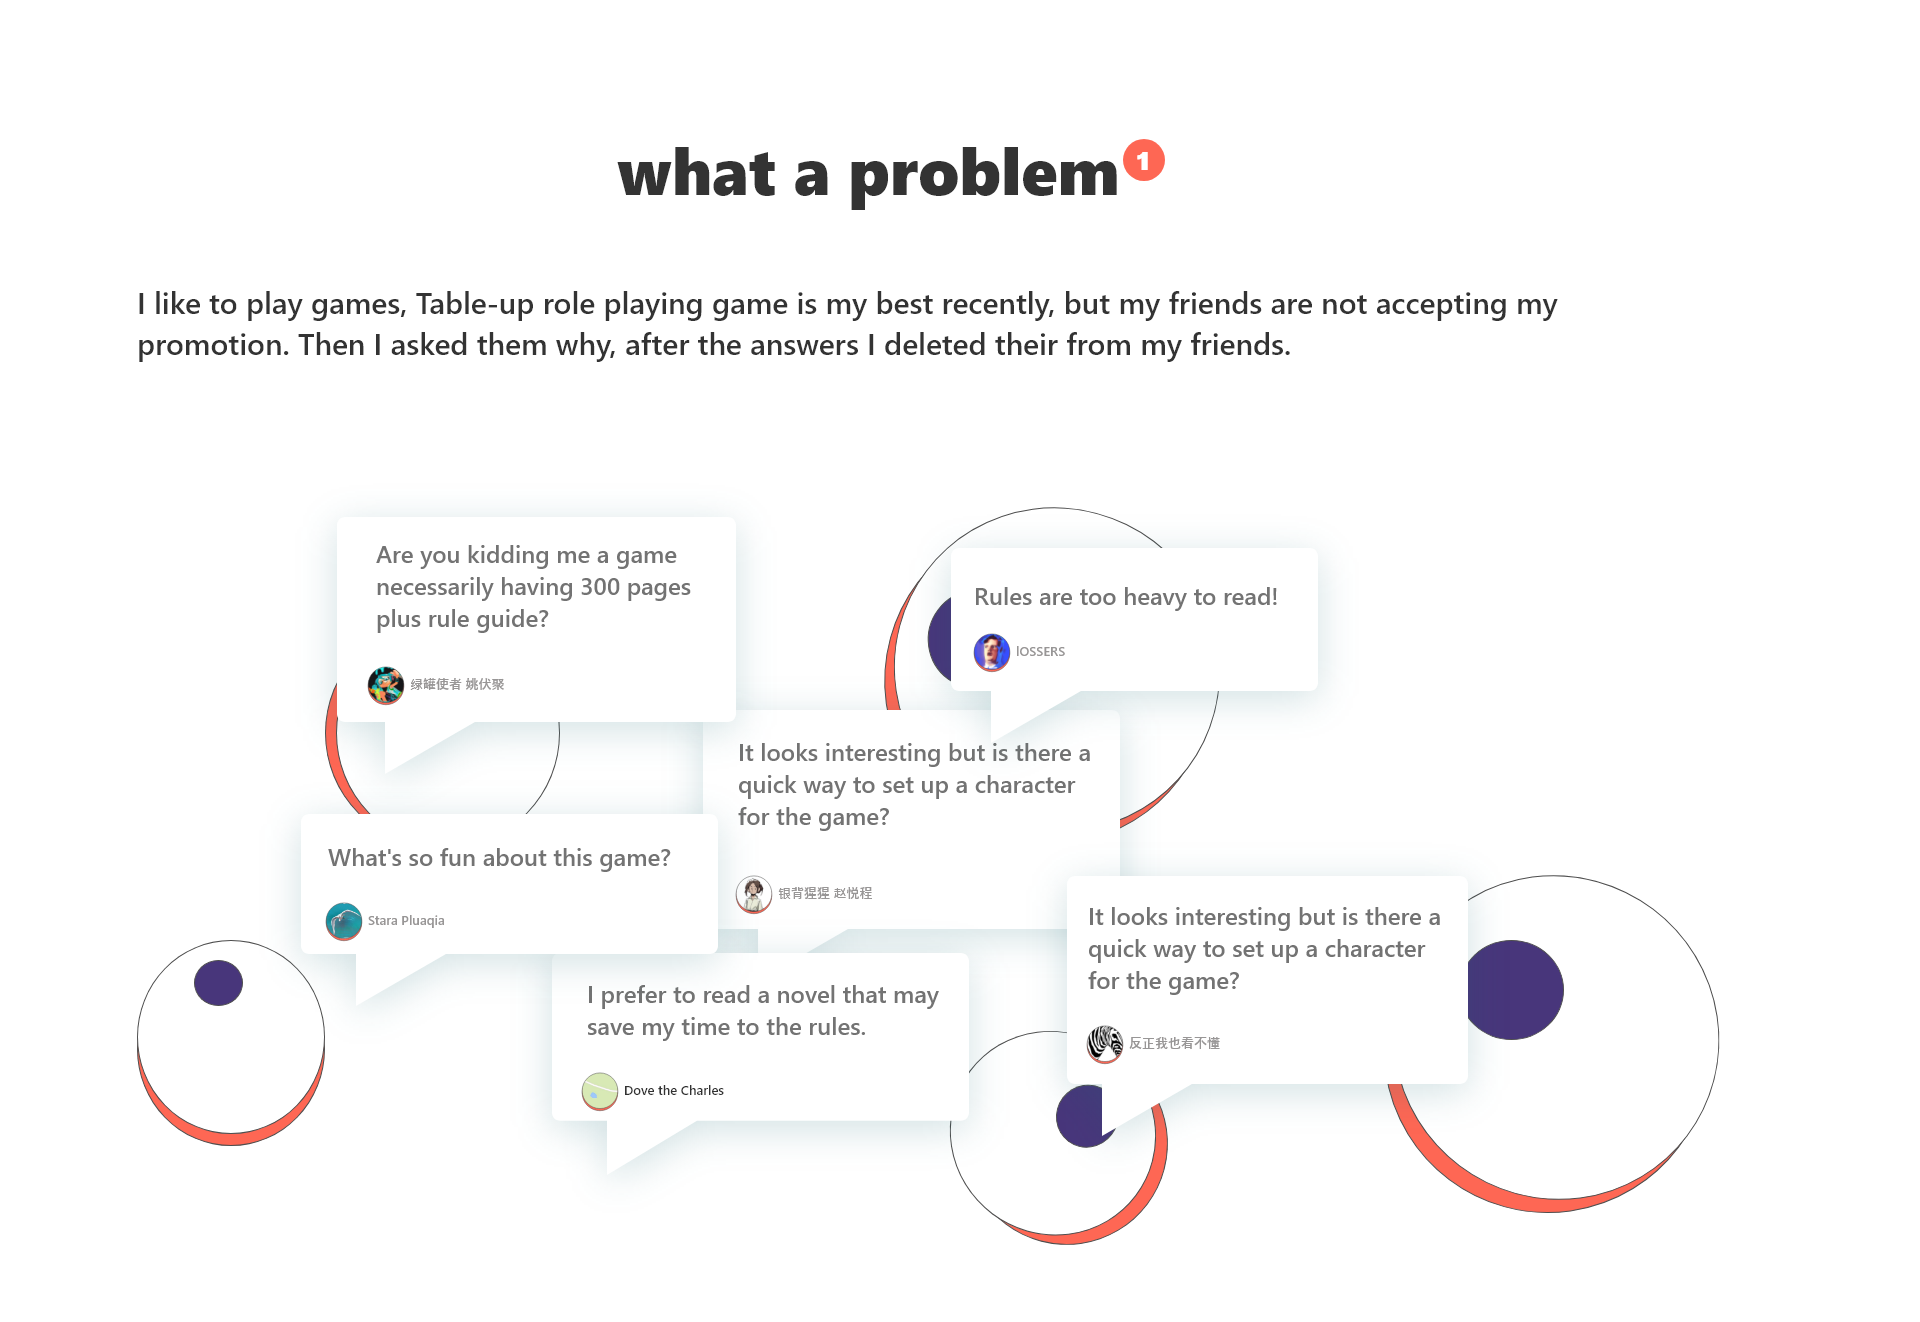 what a problem 1
I like to play games, Table-up role playing game is my best recently, but my friends are not accepting my
promotion. Then I asked them why, after the answers I deleted their from my friends.
Are you kidding me a game
necessarily having 300 pages
plus rule guide?
绿罐使者 姚伏聚
Rules are too heavy to read!
lOSSERS
It looks interesting but is there a
quick way to set up a character
for the game?
银背猩猩 赵悦程
What's so fun about this game?
Stara Pluaqia
It looks interesting but is there a
quick way to set up a character
for the game?
反正我也看不懂
I prefer to read a novel that may
save my time to the rules.
Dove the Charles